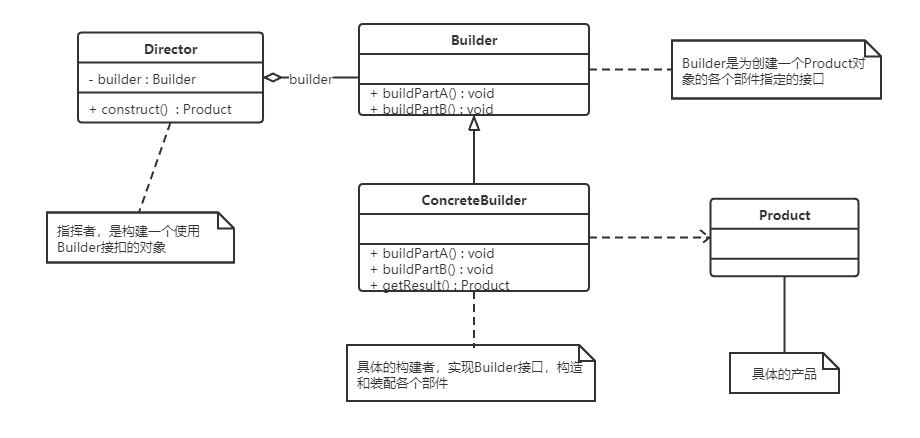 Director
- builder : Builder
+ construct()  : Product
builder
Builder
+ buildPartA() : void
+ buildPartB() : void
Builder是为创建一个Product对
象的各个部件指定的接口
指挥者，是构建一个使用
Builder接扣的对象
ConcreteBuilder
+ buildPartA() : void
+ buildPartB() : void
+ getResult() : Product
Product
具体的构建者，实现Builder接口，构造
和装配各个部件
具体的产品